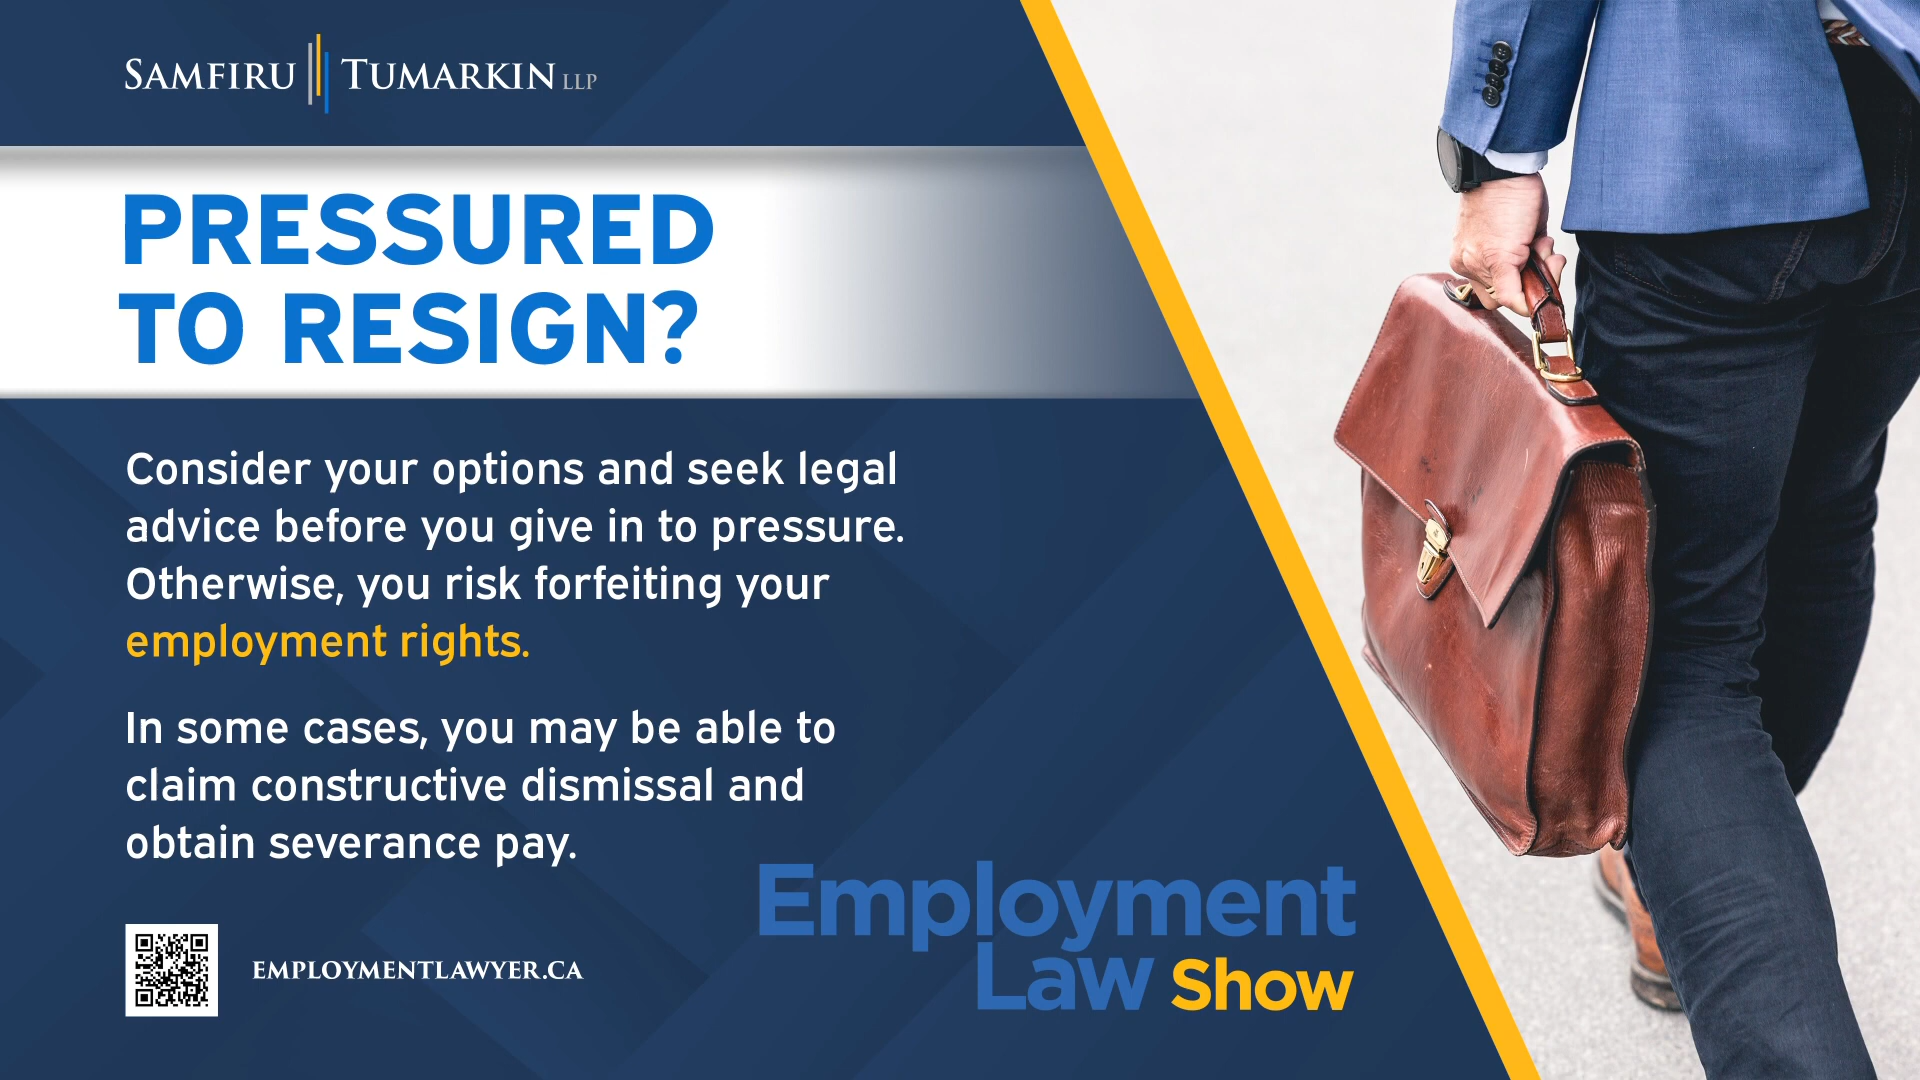 SAMFIRU TUMARKIN LLP
PRESSURED
TO RESIGN?
Consider your options and seek legal
advice before you give in to pressure.
Otherwise, you risk forfeiting your
employment rights.
In some cases, you may be able to
claim constructive dismissal and
obtain severance pay.
EMPLOYMENTLAWYER.CA
Employment
Law Show